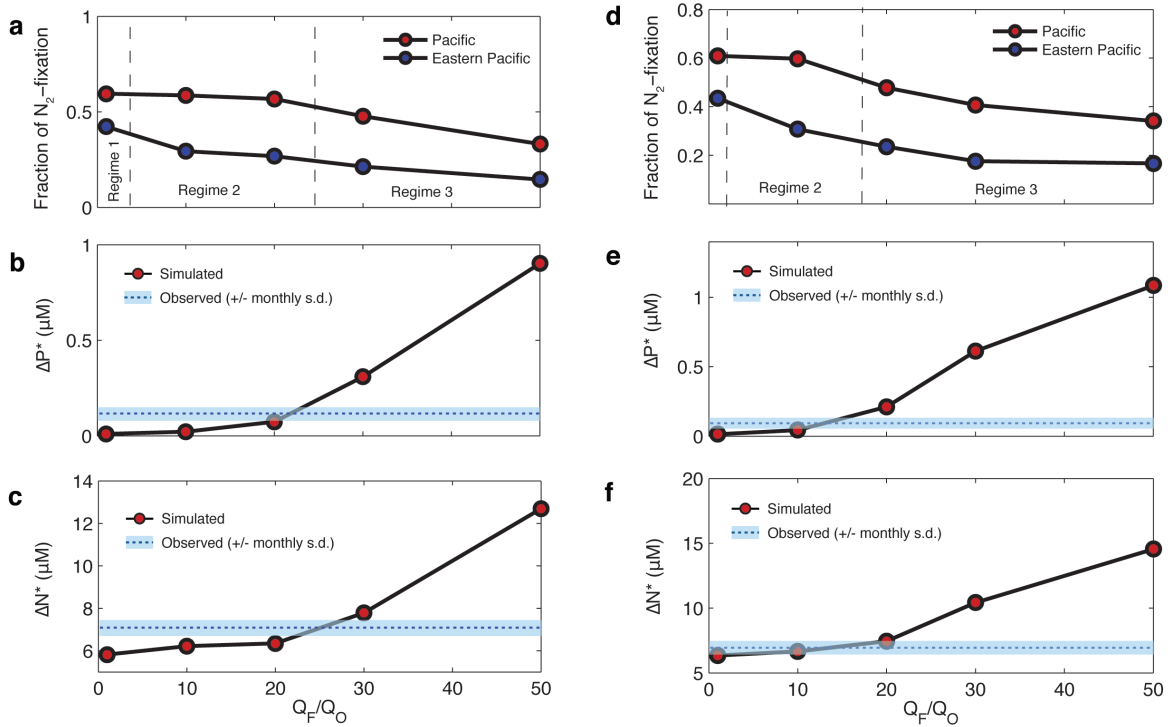 a
Fraction of N₂-fixation
1
0.5
0
Pacific
Eastern Pacific
Regime 1
Regime 2
Regime 3
b
ΔP* (μM)
1
0.5
0
Simulated
Observed (+/- monthly s.d.)
c
ΔN* (μM)
14
12
10
8
6
Simulated
Observed (+/- monthly s.d.)
0 10 20 30 40 50
Q_F/Q_O
d
Fraction of N₂-fixation
0.8
0.6
0.4
0.2
Pacific
Eastern Pacific
Regime 2
Regime 3
e
ΔP* (μM)
1
0.5
0
Simulated
Observed (+/- monthly s.d.)
f
ΔN* (μM)
20
15
10
5
Simulated
Observed (+/- monthly s.d.)
0 10 20 30 40 50
Q_F/Q_O